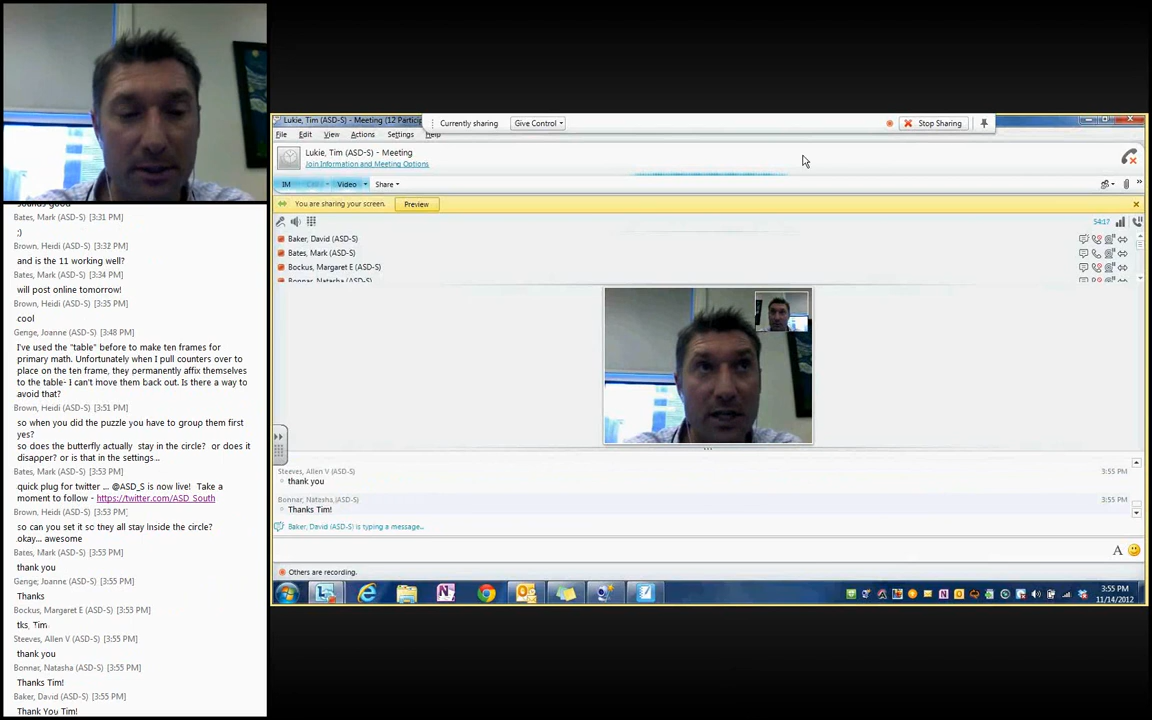 sounds good
Bates, Mark (ASD-S) [3:31 PM]
;)
Brown, Heidi (ASD-S) [3:32 PM]
and is the 11 working well?
Bates, Mark (ASD-S) [3:34 PM]
will post online tomorrow!
Brown, Heidi (ASD-S) [3:35 PM]
cool
Genge, Joanne (ASD-S) [3:48 PM]
I've used the "table" before to make ten frames for
primary math. Unfortunately when I pull counters over to
place on the ten frame, they permanently affix themselves
to the table- I can't move them back out. Is there a way to
avoid that?
Brown, Heidi (ASD-S) [3:51 PM]
so when you did the puzzle you have to group them first
yes?
so does the butterfly actually stay in the circle? or does it
disapper? or is that in the settings...
Bates, Mark (ASD-S) [3:53 PM]
quick plug for twitter ... @ASD_S is now live! Take a
moment to follow - https://twitter.com/ASD_South
Brown, Heidi (ASD-S) [3:53 PM]
so can you set it so they all stay Inside the circle?
okay... awesome
Bates, Mark (ASD-S) [3:53 PM]
thank you
Genge, Joanne (ASD-S) [3:55 PM]
Thanks
Bockus, Margaret E (ASD-S) [3:53 PM]
tks, Tim
Steeves, Allen V (ASD-S) [3:55 PM]
thank you
Bonnar, Natasha (ASD-S) [3:55 PM]
Thanks Tim!
Baker, David (ASD-S) [3:55 PM]
Thank You Tim!
Lukie, Tim (ASD-S) - Meeting (12 Partici
Currently sharing
Give Control
Stop Sharing
File Edit View Actions Settings Help
Lukie, Tim (ASD-S) - Meeting
Join Information and Meeting Options
IM Video Share
You are sharing your screen.
Preview
54:17
Baker, David (ASD-S)
Bates, Mark (ASD-S)
Bockus, Margaret E (ASD-S)
Bonnar, Natasha (ASD-S)
Steeves, Allen V (ASD-S)
3:55 PM
thank you
Bonnar, Natasha (ASD-S)
3:55 PM
Thanks Tim!
Baker, David (ASD-S) is typing a message...
A
Others are recording.
3:55 PM
11/14/2012